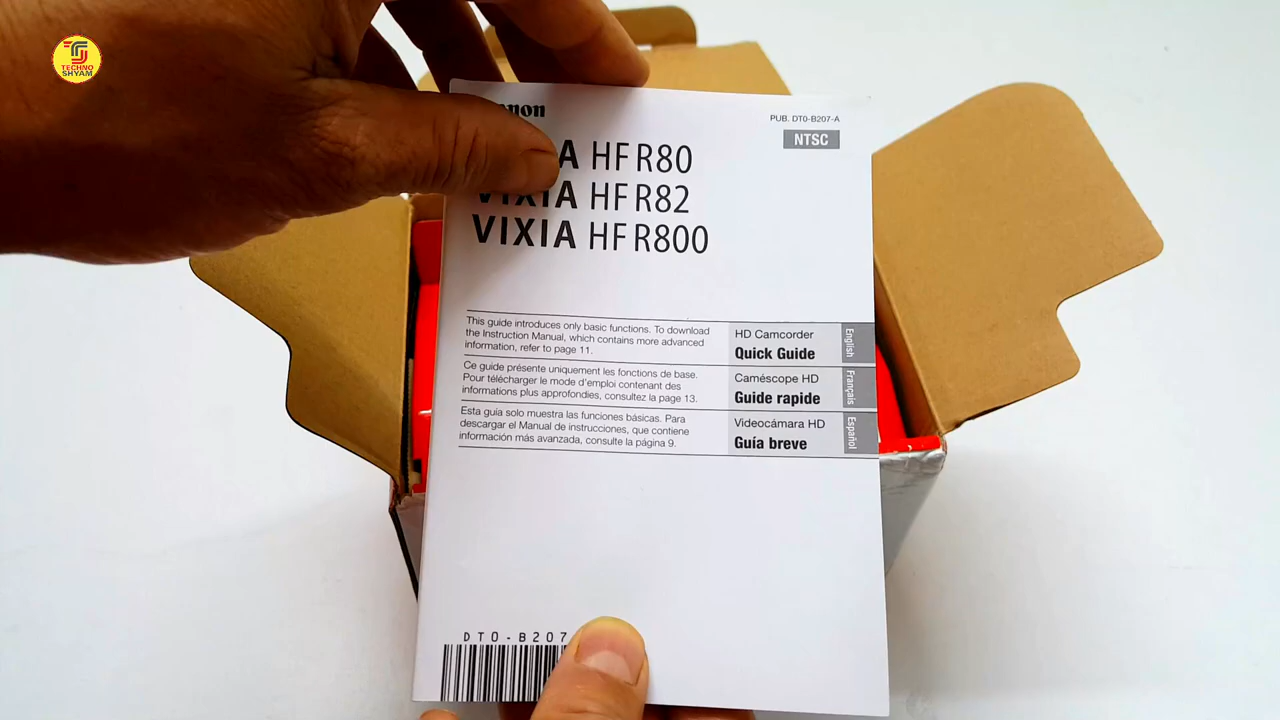 TECHNO
SHYAM
PUB. DT0-B207-A
NTSC
HF R80
VIXIA HF R82
VIXIA HF R800
This guide introduces only basic functions. To download
the Instruction Manual, which contains more advanced
information, refer to page 11.
HD Camcorder
Quick Guide
English
Ce guide présente uniquement les fonctions de base.
Pour télécharger le mode d'emploi contenant des
informations plus approfondies, consultez la page 13.
Caméscope HD
Guide rapide
Français
Esta guía solo muestra las funciones básicas. Para
descargar el Manual de instrucciones, que contiene
información más avanzada, consulte la página 9.
Videocámara HD
Guía breve
Español
DT0-B207